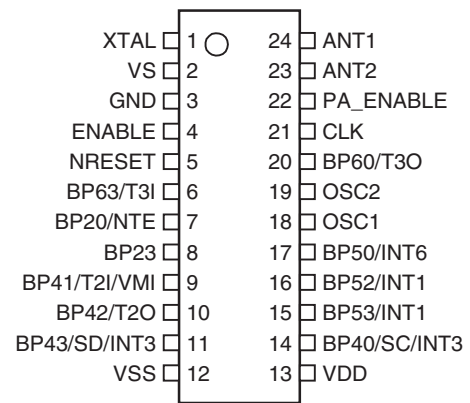 XTAL 1 24 ANT1
VS 2 23 ANT2
GND 3 22 PA_ENABLE
ENABLE 4 21 CLK
NRESET 5 20 BP60/T3O
BP63/T3I 6 19 OSC2
BP20/NTE 7 18 OSC1
BP23 8 17 BP50/INT6
BP41/T2I/VMI 9 16 BP52/INT1
BP42/T2O 10 15 BP53/INT1
BP43/SD/INT3 11 14 BP40/SC/INT3
VSS 12 13 VDD